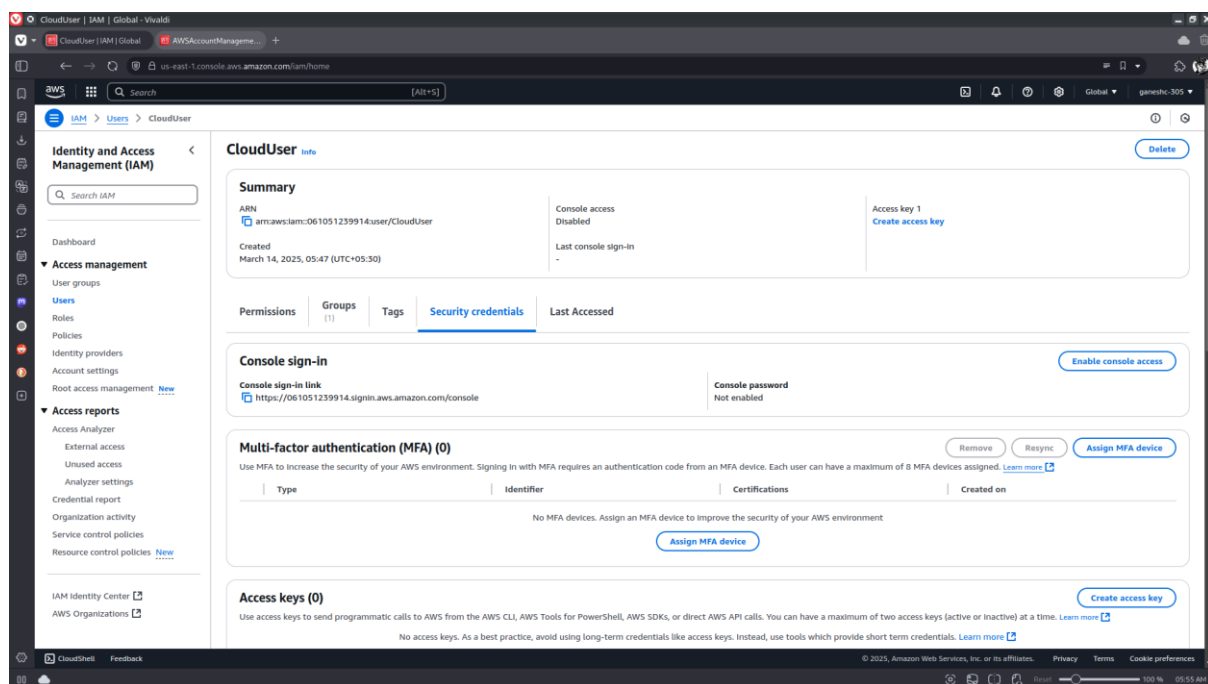 CloudUser | IAM | Global - Vivaldi
CloudUser | IAM | Global
AWSAccountManageme...
us-east-1.console.aws.amazon.com/iam/home
aws
Search
[Alt+S]
Global
ganeshc-305
IAM > Users > CloudUser
Identity and Access Management (IAM)
Search IAM
Dashboard
Access management
User groups
Users
Roles
Policies
Identity providers
Account settings
Root access management New
Access reports
Access Analyzer
External access
Unused access
Analyzer settings
Credential report
Organization activity
Service control policies
Resource control policies New
IAM Identity Center
AWS Organizations
CloudUser Info
Delete
Summary
ARN
arn:aws:iam::061051239914:user/CloudUser
Console access
Disabled
Access key 1
Create access key
Created
March 14, 2025, 05:47 (UTC+05:30)
Last console sign-in
-
Permissions
Groups
(1)
Tags
Security credentials
Last Accessed
Console sign-in
Enable console access
Console sign-in link
https://061051239914.signin.aws.amazon.com/console
Console password
Not enabled
Multi-factor authentication (MFA) (0)
Remove
Resync
Assign MFA device
Use MFA to increase the security of your AWS environment. Signing in with MFA requires an authentication code from an MFA device. Each user can have a maximum of 8 MFA devices assigned. Learn more
Type
Identifier
Certifications
Created on
No MFA devices. Assign an MFA device to improve the security of your AWS environment
Assign MFA device
Access keys (0)
Create access key
Use access keys to send programmatic calls to AWS from the AWS CLI, AWS Tools for PowerShell, AWS SDKs, or direct AWS API calls. You can have a maximum of two access keys (active or inactive) at a time. Learn more
No access keys. As a best practice, avoid using long-term credentials like access keys. Instead, use tools which provide short term credentials. Learn more
CloudShell
Feedback
© 2025, Amazon Web Services, Inc. or its affiliates.
Privacy
Terms
Cookie preferences
Reset
100 %
05:55 AM